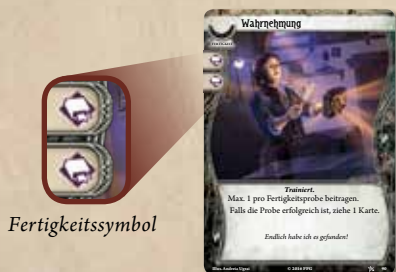 Wahrnehmung
FERTIGKEIT
Trainiert.
Max. 1 pro Fertigkeitsprobe beitragen.
Falls die Probe erfolgreich ist, ziehe 1 Karte.
Fertigkeitssymbol
Endlich habe ich es gefunden!
© 2016 FFG